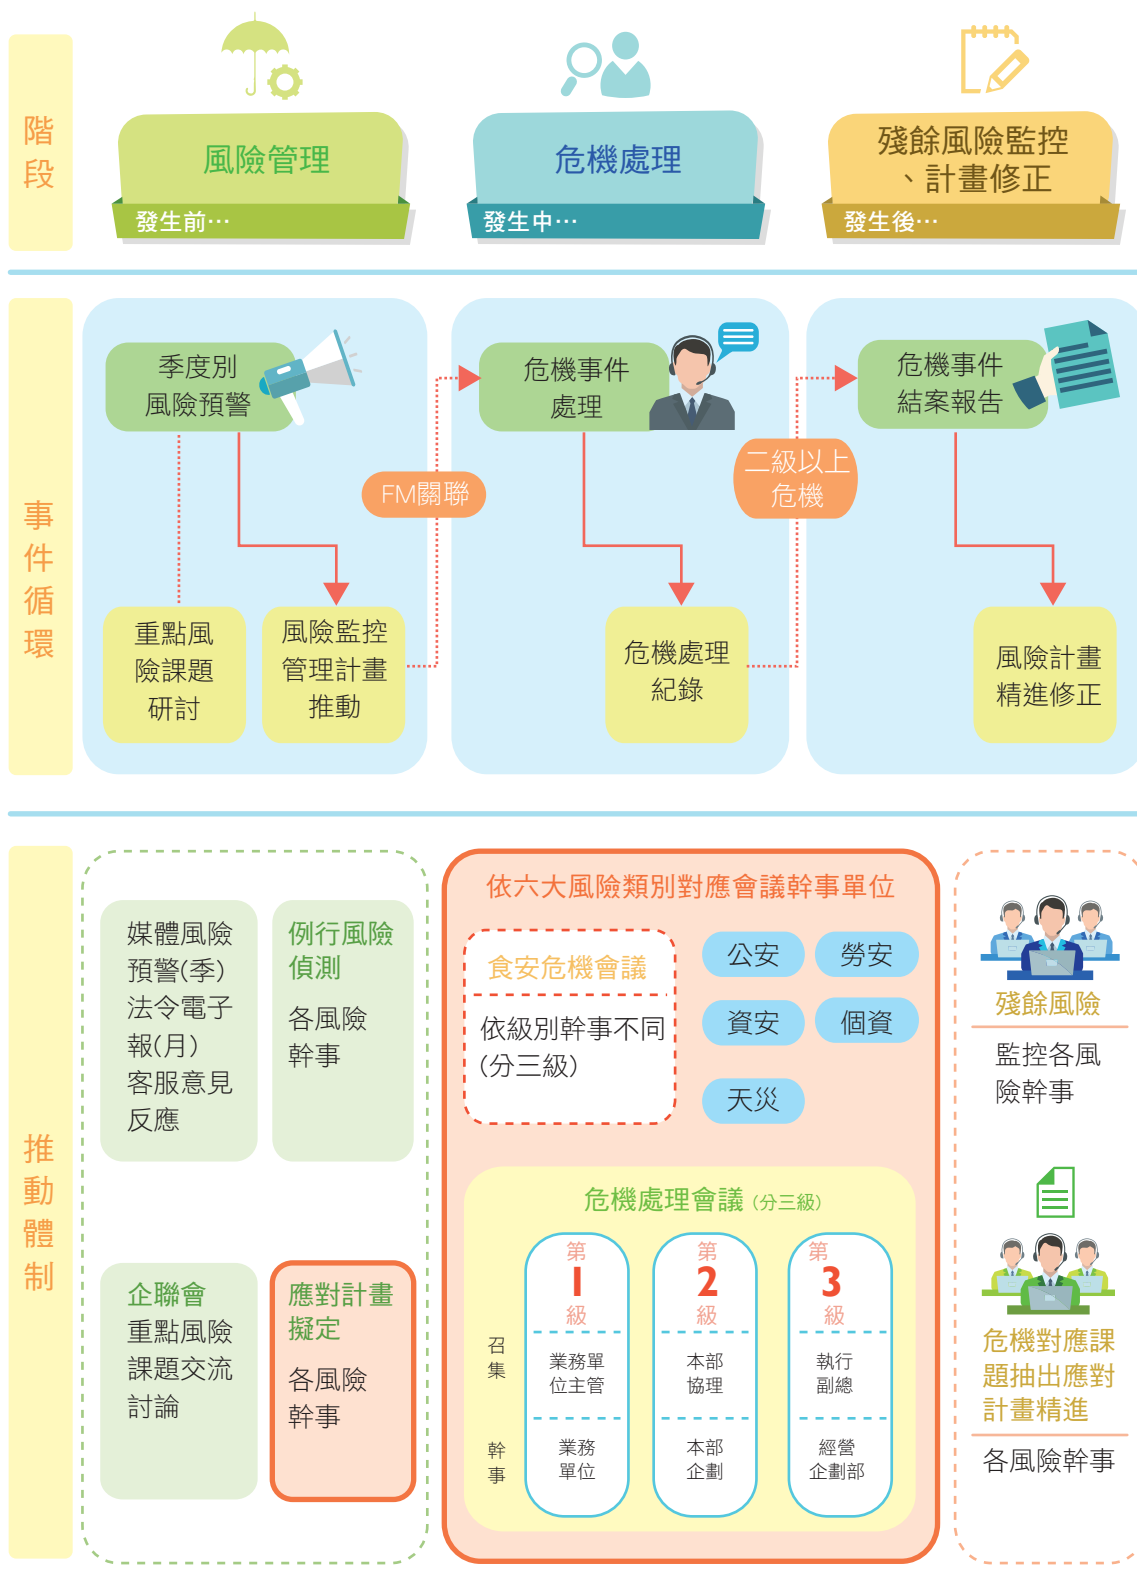 階段
風險管理
發生前…
危機處理
發生中…
殘餘風險監控
、計畫修正
發生後…
事件循環
季度別
風險預警
重點風
險課題
研討
風險監控
管理計畫
推動
FM關聯
危機事件
處理
危機處理
紀錄
二級以上
危機
危機事件
結案報告
風險計畫
精進修正
推動體制
媒體風險
預警(季)
法令電子
報(月)
客服意見
反應
例行風險
偵測
各風險
幹事
企聯會
重點風險
課題交流
討論
應對計畫
擬定
各風險
幹事
依六大風險類別對應會議幹事單位
食安危機會議
依級別幹事不同
(分三級)
公安
勞安
資安
個資
天災
危機處理會議 (分三級)
第
1
級
第
2
級
第
3
級
召集
業務單
位主管
本部
協理
執行
副總
幹事
業務
單位
本部
企劃
經營
企劃部
殘餘風險
監控各風
險幹事
危機對應課
題抽出應對
計畫精進
各風險幹事